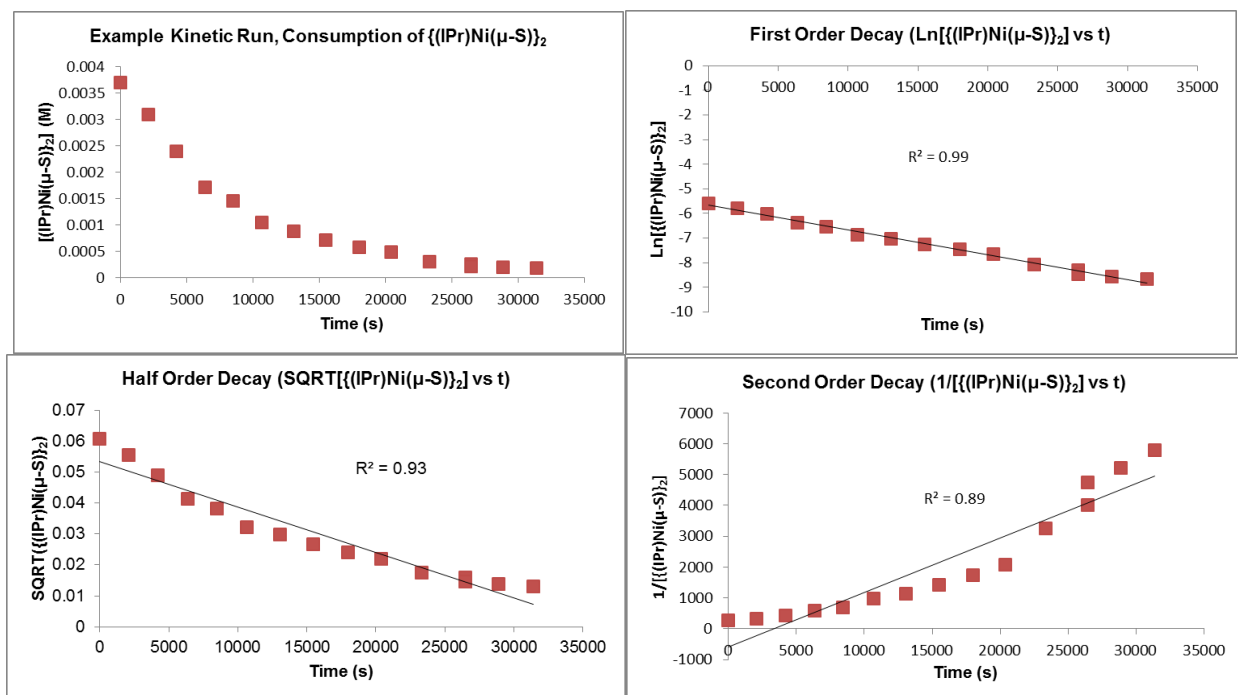 Example Kinetic Run, Consumption of {(IPr)Ni(μ-S)}₂
[{(IPr)Ni(μ-S)}₂] (M)
0.004
0.0035
0.003
0.0025
0.002
0.0015
0.001
0.0005
0
0 5000 10000 15000 20000 25000 30000 35000
Time (s)
First Order Decay (Ln[{(IPr)Ni(μ-S)}₂] vs t)
Ln[{(IPr)Ni(μ-S)}₂]
0
0 5000 10000 15000 20000 25000 30000 35000
-1
-2
-3
-4
-5
-6
-7
-8
-9
-10
R² = 0.99
Time (s)
Half Order Decay (SQRT[{(IPr)Ni(μ-S)}₂] vs t)
SQRT({(IPr)Ni(μ-S)}₂)
0.07
0.06
0.05
0.04
0.03
0.02
0.01
0
R² = 0.93
0 5000 10000 15000 20000 25000 30000 35000
Time (s)
Second Order Decay (1/[{(IPr)Ni(μ-S)}₂] vs t)
1/[{(IPr)Ni(μ-S)}₂]
7000
6000
5000
4000
3000
2000
1000
0
-1000
R² = 0.89
0 5000 10000 15000 20000 25000 30000 35000
Time (s)